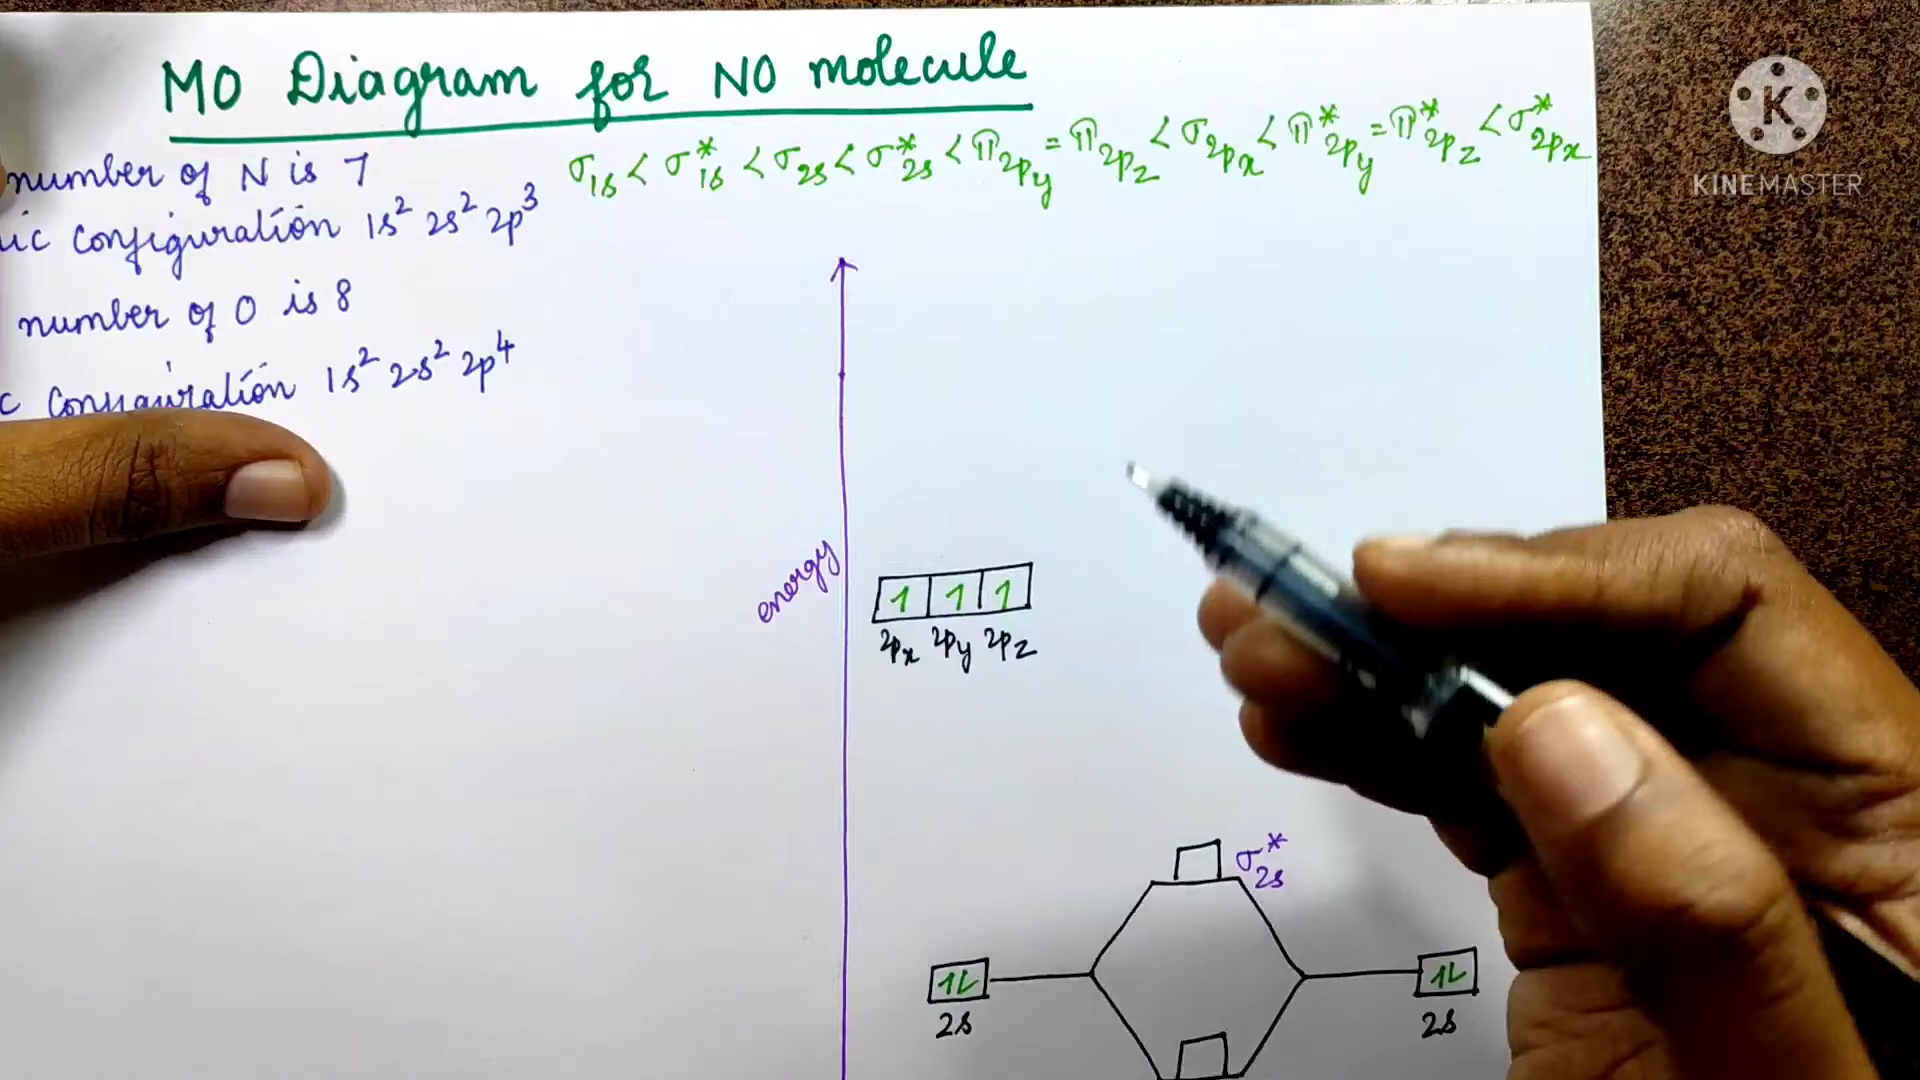 MO Diagram for NO molecule
σ1s < σ*1s < σ2s < σ*2s < π2py = π2pz < σ2px < π*2py = π*2pz < σ*2px
number of N is 7
configuration 1s² 2s² 2p³
number of O is 8
configuration 1s² 2s² 2p⁴
K
KINEMASTER
energy
1 1 1
2px 2py 2pz
σ*2s
1L 1L
2s 2s